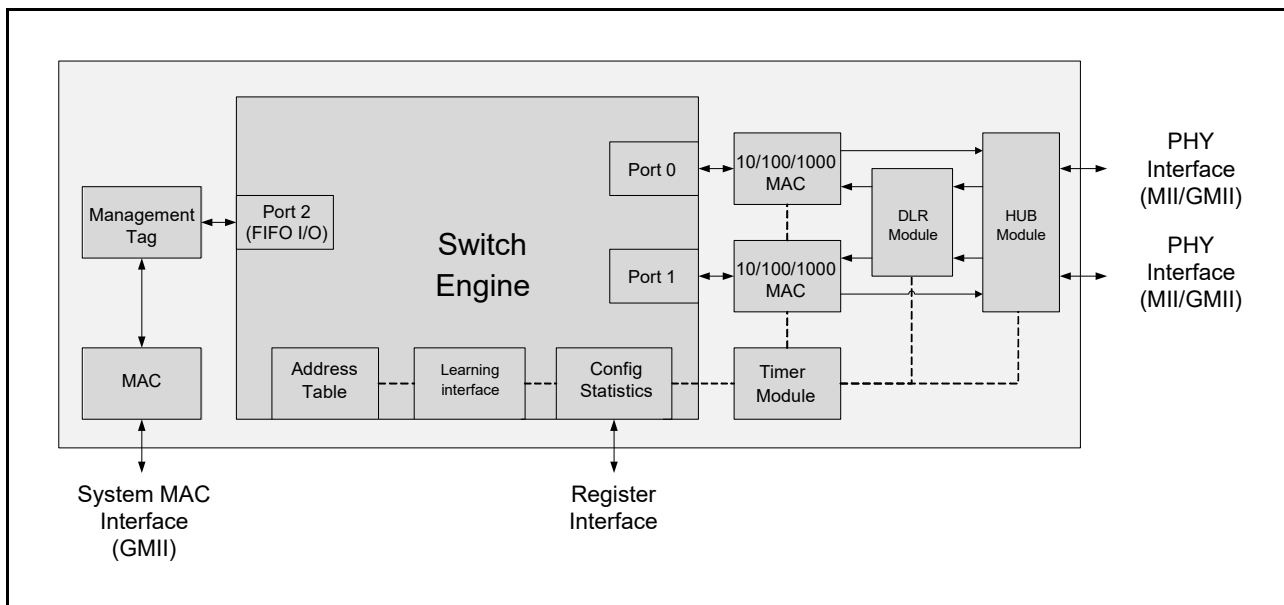 Management
Tag
MAC
System MAC
Interface
(GMII)
Port 2
(FIFO I/O)
Switch
Engine
Port 0
Port 1
Address
Table
Learning
interface
Config
Statistics
Register
Interface
10/100/1000
MAC
10/100/1000
MAC
Timer
Module
DLR
Module
HUB
Module
PHY
Interface
(MII/GMII)
PHY
Interface
(MII/GMII)